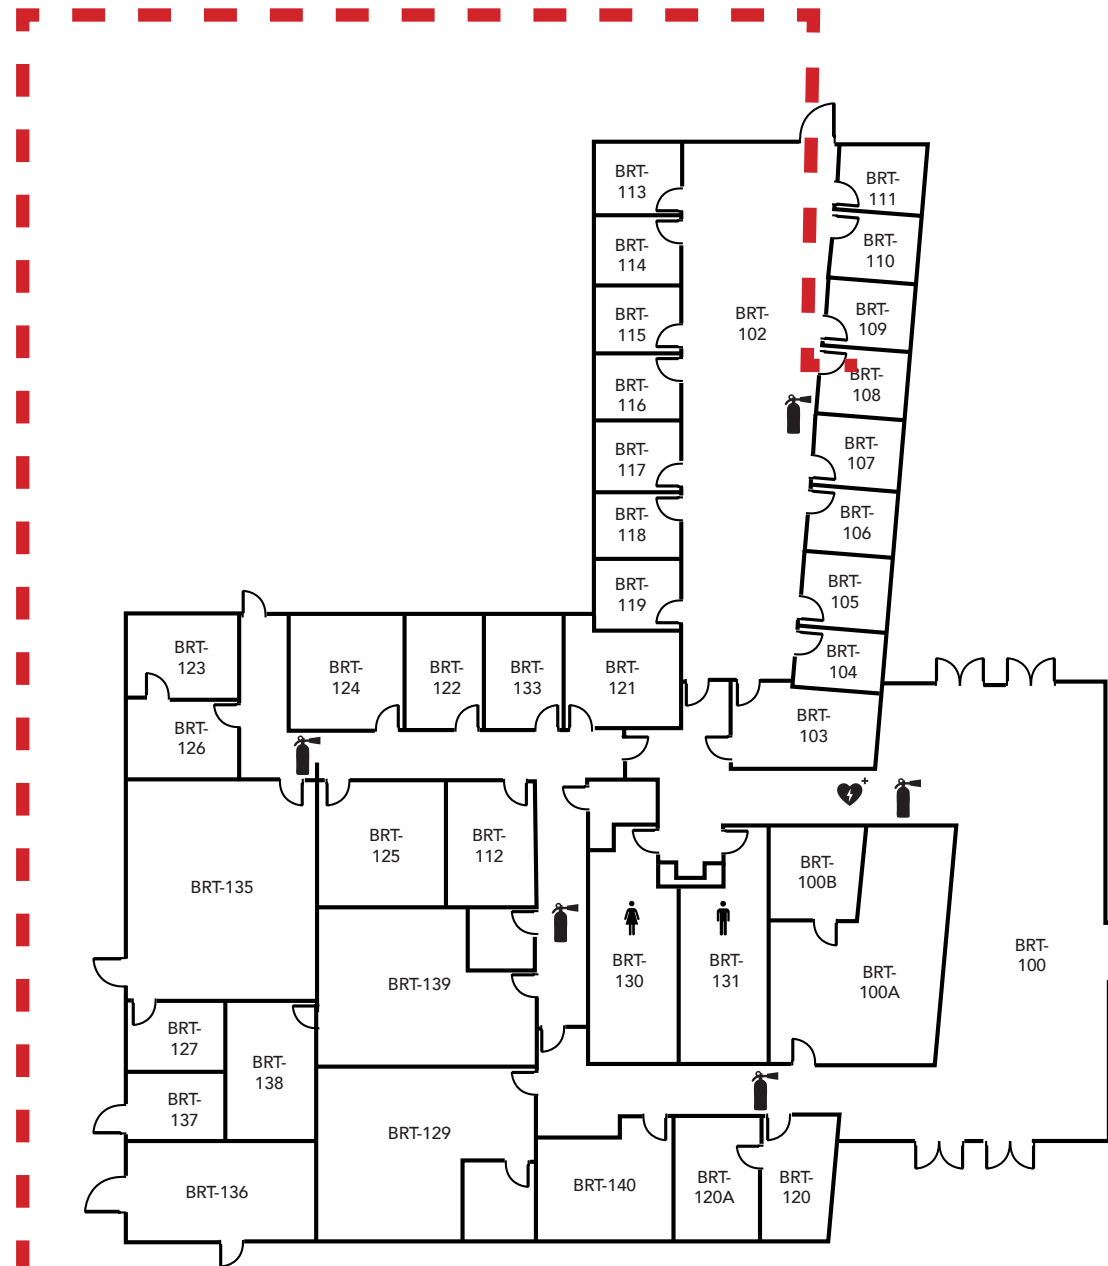 BRT-
113
BRT-
111
BRT-
114
BRT-
110
BRT-
115
BRT-
102
BRT-
109
BRT-
116
BRT-
108
BRT-
117
BRT-
107
BRT-
118
BRT-
106
BRT-
119
BRT-
105
BRT-
123
BRT-
124
BRT-
122
BRT-
133
BRT-
121
BRT-
104
BRT-
126
BRT-
103
BRT-
125
BRT-
112
BRT-
100B
BRT-135
BRT-139
BRT-
130
BRT-
131
BRT-
100A
BRT-
100
BRT-
127
BRT-
138
BRT-
137
BRT-129
BRT-136
BRT-140
BRT-
120A
BRT-
120